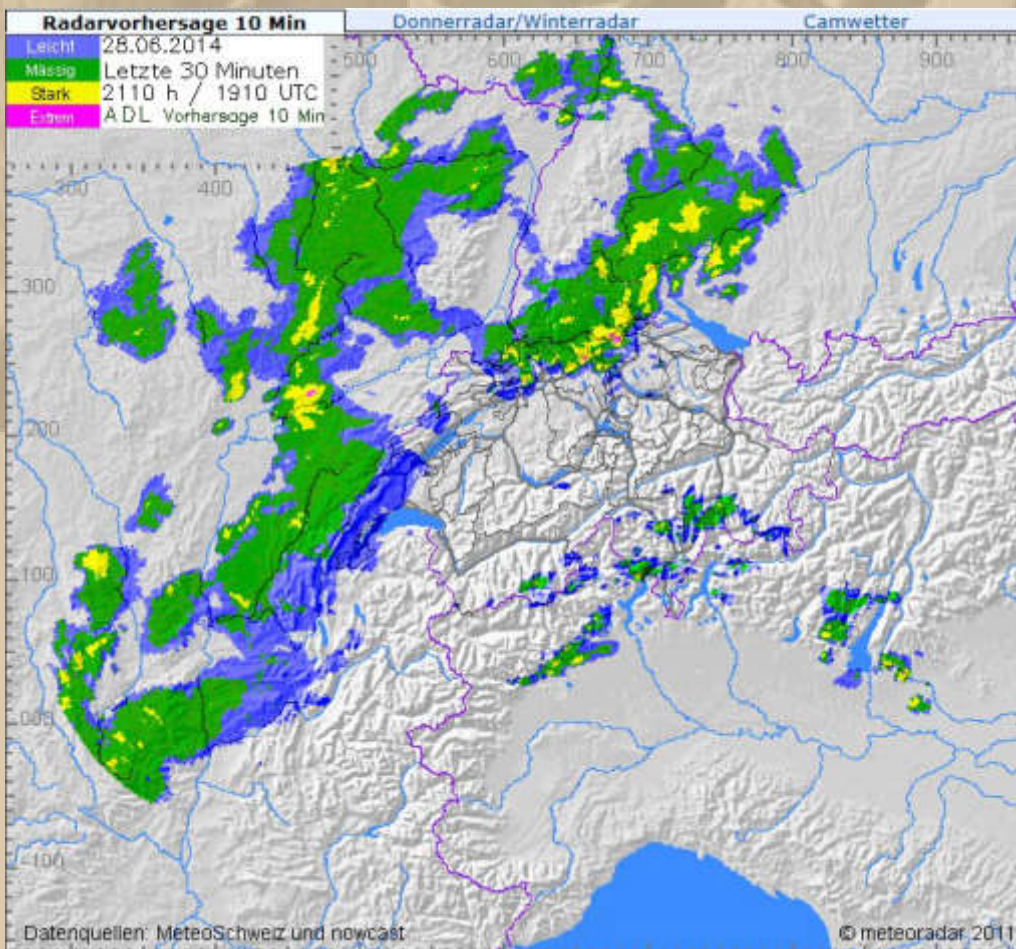 Radarvorhersage 10 Min Donnerradar/Winterradar Camwetter
Leicht 28.06.2014
Mässig Letzte 30 Minuten
Stark 2110 h / 1910 UTC
Extrem ADL Vorhersage 10 Min
500 600 700 800 900
300 400
300
200
100
000
-100
Datenquellen: MeteoSchweiz und nowcast © meteoradar 2011